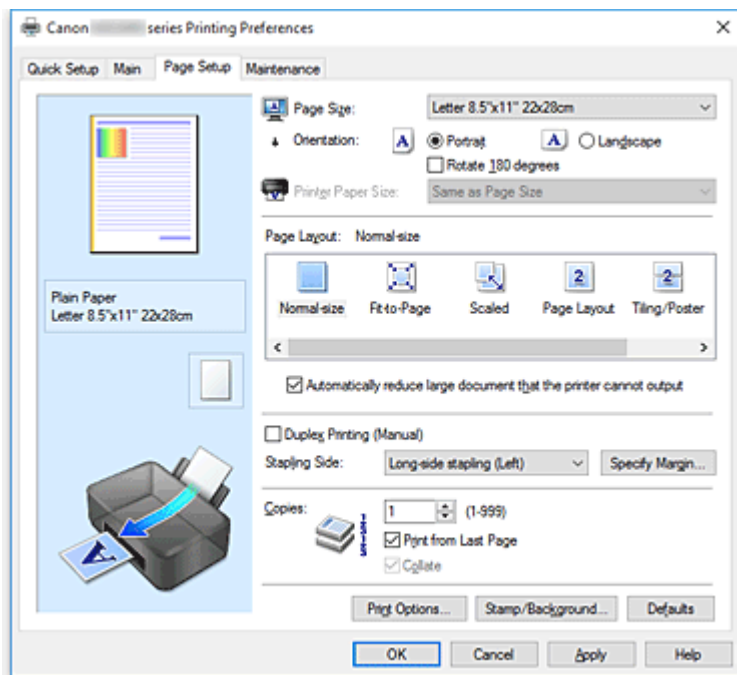 Canon series Printing Preferences
Quick Setup Main Page Setup Maintenance
Page Size: Letter 8.5"x11" 22x28cm
Orientation: A Portrait A Landscape
Rotate 180 degrees
Printer Paper Size: Same as Page Size
Page Layout: Normal-size
2 2
Normal-size Fit-to-Page Scaled Page Layout Tiling/Poster
Automatically reduce large document that the printer cannot output
Plain Paper
Letter 8.5"x11" 22x28cm
Duplex Printing (Manual)
Stapling Side: Long-side stapling (Left) Specify Margin...
Copies: 1 (1-999)
Print from Last Page
Collate
A
Print Options... Stamp/Background... Defaults
OK Cancel Apply Help